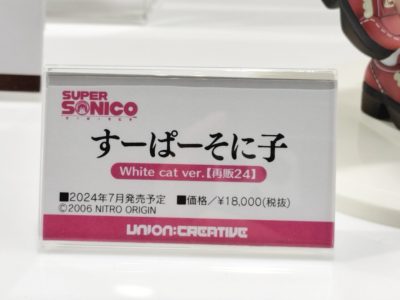 SUPER
SONICO
すーぱーそに子
White cat ver.【再販24】
■2024年7月発売予定 ■価格／¥18,000(税抜)
©2006 NITRO ORIGIN
UNION:CREATIVE